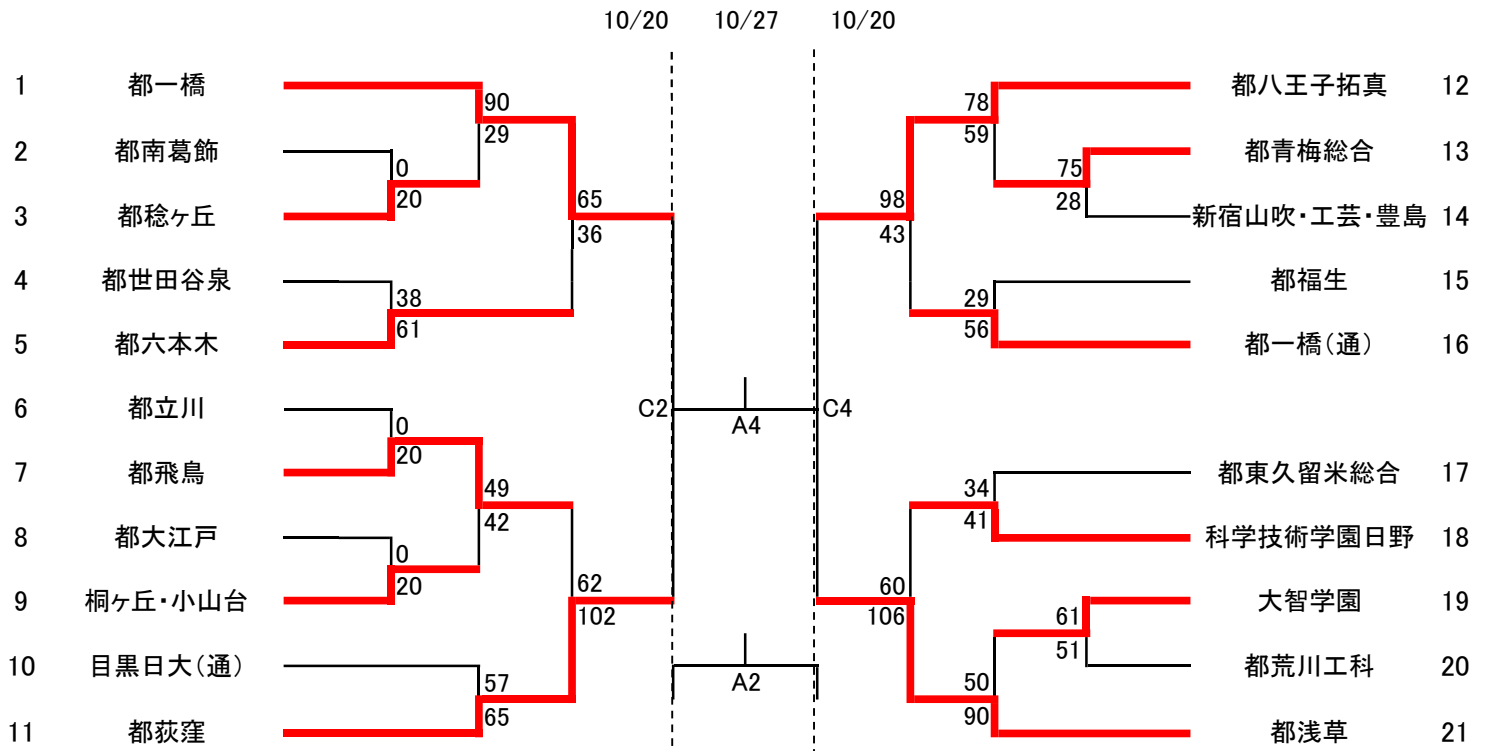 10/20 10/27 10/20
1 都一橋 90 78 都八王子拓真 12
29 59
2 都南葛飾 0 75 都青梅総合 13
3 都稔ヶ丘 20 65 98 28 新宿山吹・工芸・豊島 14
36 43
4 都世田谷泉 38 29 都福生 15
5 都六本木 61 56 都一橋(通) 16
6 都立川 0 C2 A4 C4
7 都飛鳥 20 49 34 都東久留米総合 17
8 都大江戸 0 42 41 科学技術学園日野 18
9 桐ヶ丘・小山台 20 62 60 61 大智学園 19
102 106 51
10 目黒日大(通) 57 A2 50 都荒川工科 20
11 都荻窪 65 90 都浅草 21